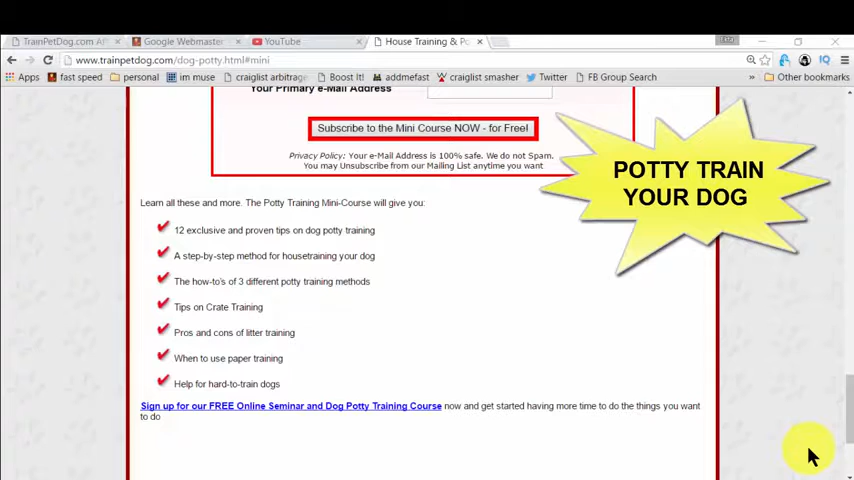 TrainPetDog.com Aff
Google Webmaster
YouTube
House Training & Po
www.trainpetdog.com/dog-potty.html#mini
Apps fast speed personal im muse craiglist arbitrage Boost It! addmefast craiglist smasher Twitter FB Group Search Other bookmarks
Your Primary e-Mail Address
Subscribe to the Mini Course NOW - for Free!
Privacy Policy: Your e-Mail Address is 100% safe. We do not Spam.
You may Unsubscribe from our Mailing List anytime you want
POTTY TRAIN
YOUR DOG
Learn all these and more. The Potty Training Mini-Course will give you:
12 exclusive and proven tips on dog potty training
A step-by-step method for housetraining your dog
The how-to's of 3 different potty training methods
Tips on Crate Training
Pros and cons of litter training
When to use paper training
Help for hard-to-train dogs
Sign up for our FREE Online Seminar and Dog Potty Training Course now and get started having more time to do the things you want
to do